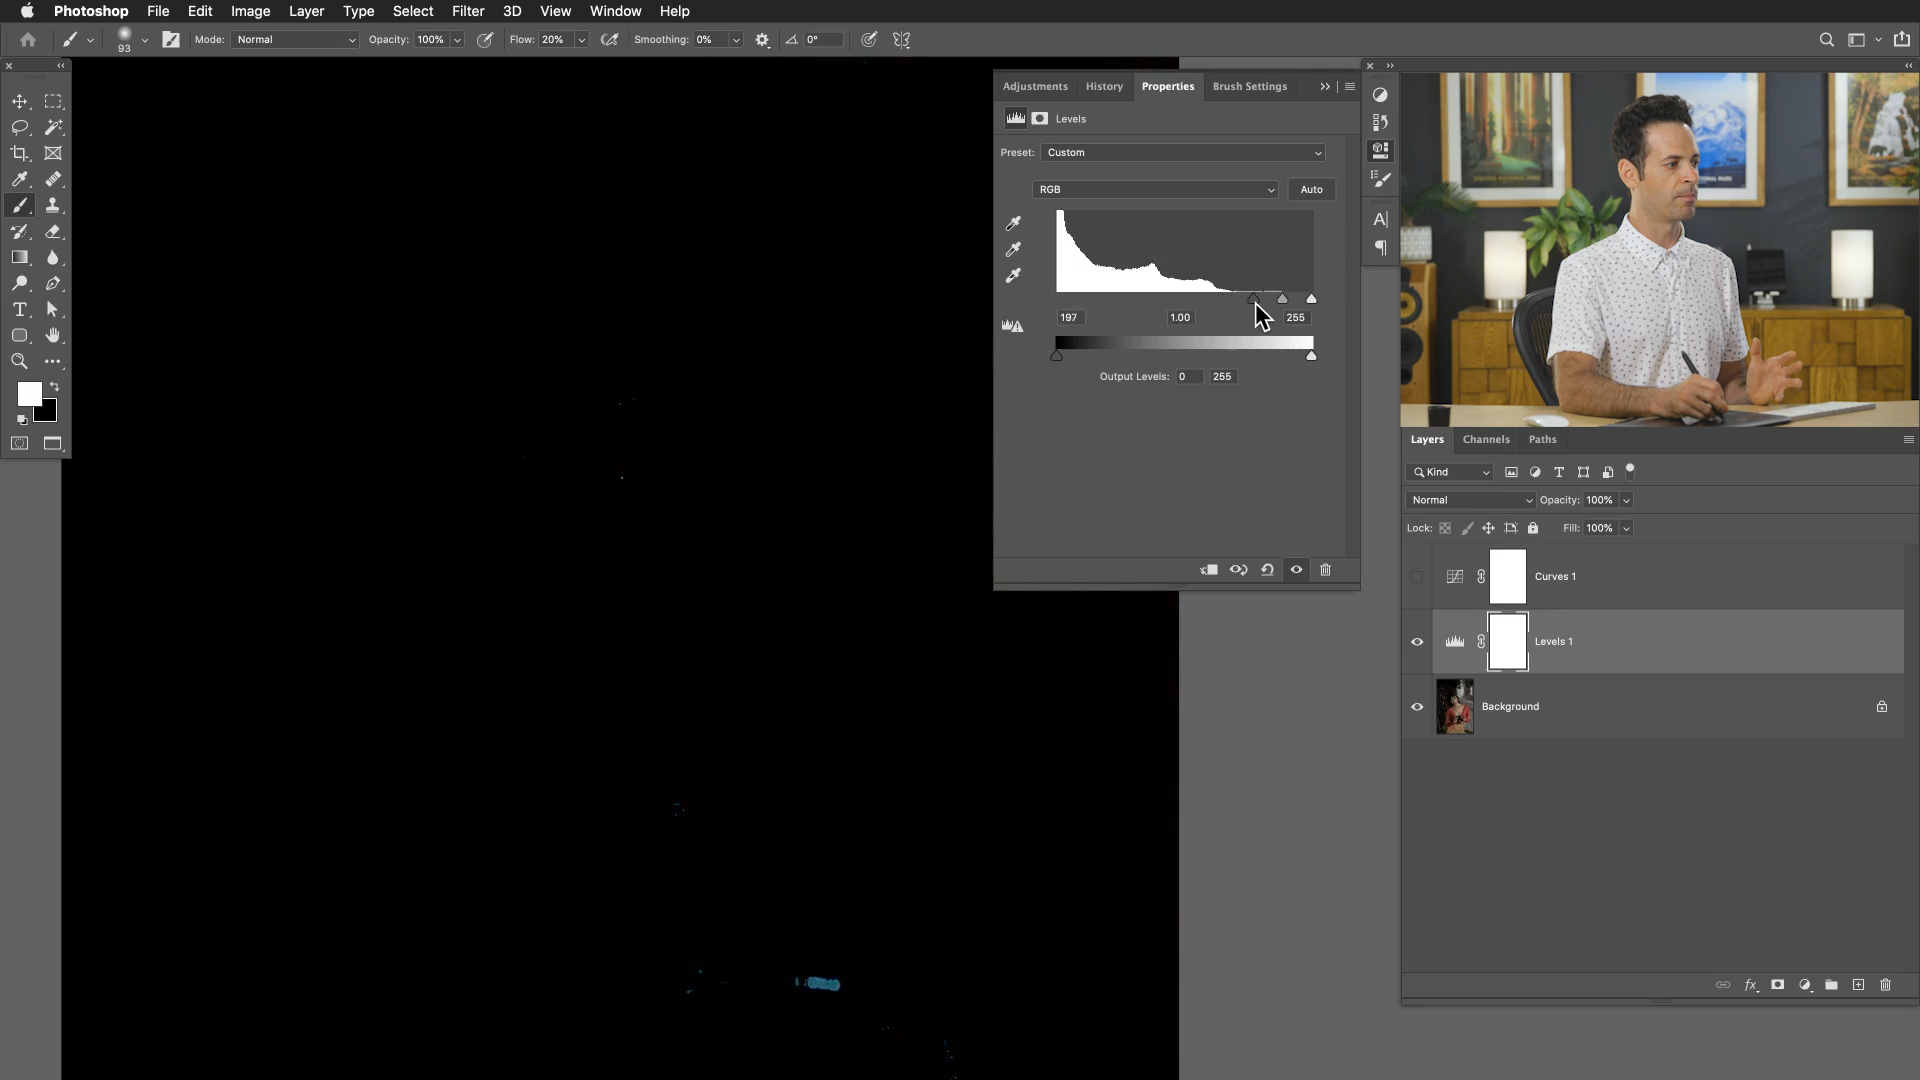 Photoshop File Edit Image Layer Type Select Filter 3D View Window Help
93 Mode: Normal Opacity: 100% Flow: 20% Smoothing: 0% 0°
Adjustments History Properties Brush Settings
Levels
Preset: Custom
RGB Auto
197 1.00 255
Output Levels: 0 255
Layers Channels Paths
Kind
Normal Opacity: 100%
Lock: Fill: 100%
Curves 1
Levels 1
Background
fx